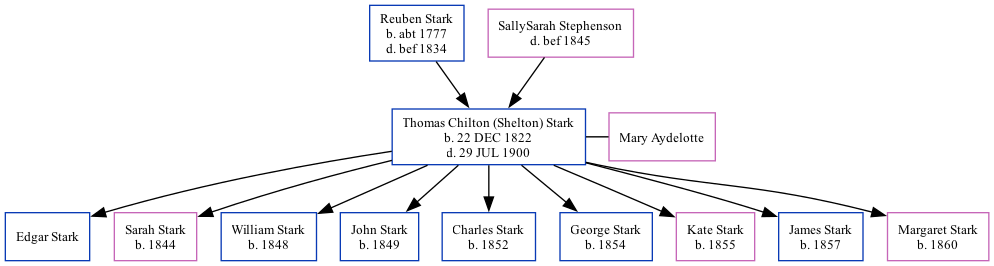 Reuben Stark
b. abt 1777
d. bef 1834
SallySarah Stephenson
d. bef 1845
Thomas Chilton (Shelton) Stark
b. 22 DEC 1822
d. 29 JUL 1900
Mary Aydelotte
Edgar Stark
Sarah Stark
b. 1844
William Stark
b. 1848
John Stark
b. 1849
Charles Stark
b. 1852
George Stark
b. 1854
Kate Stark
b. 1855
James Stark
b. 1857
Margaret Stark
b. 1860